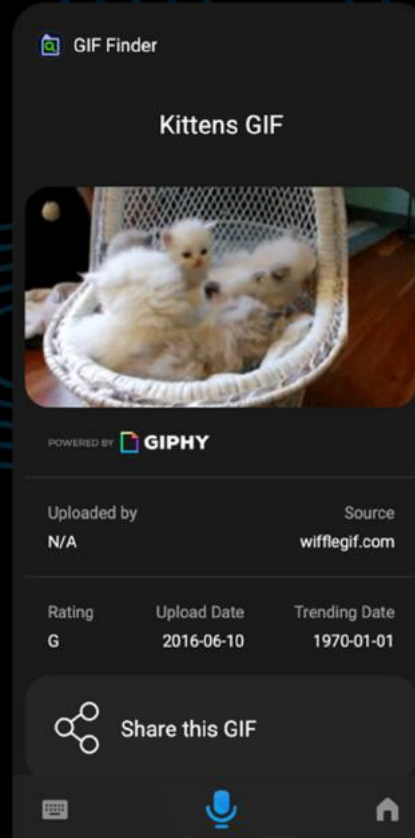 GIF Finder
Kittens GIF
POWERED BY GIPHY
Uploaded by Source
N/A wifflegif.com
Rating Upload Date Trending Date
G 2016-06-10 1970-01-01
Share this GIF